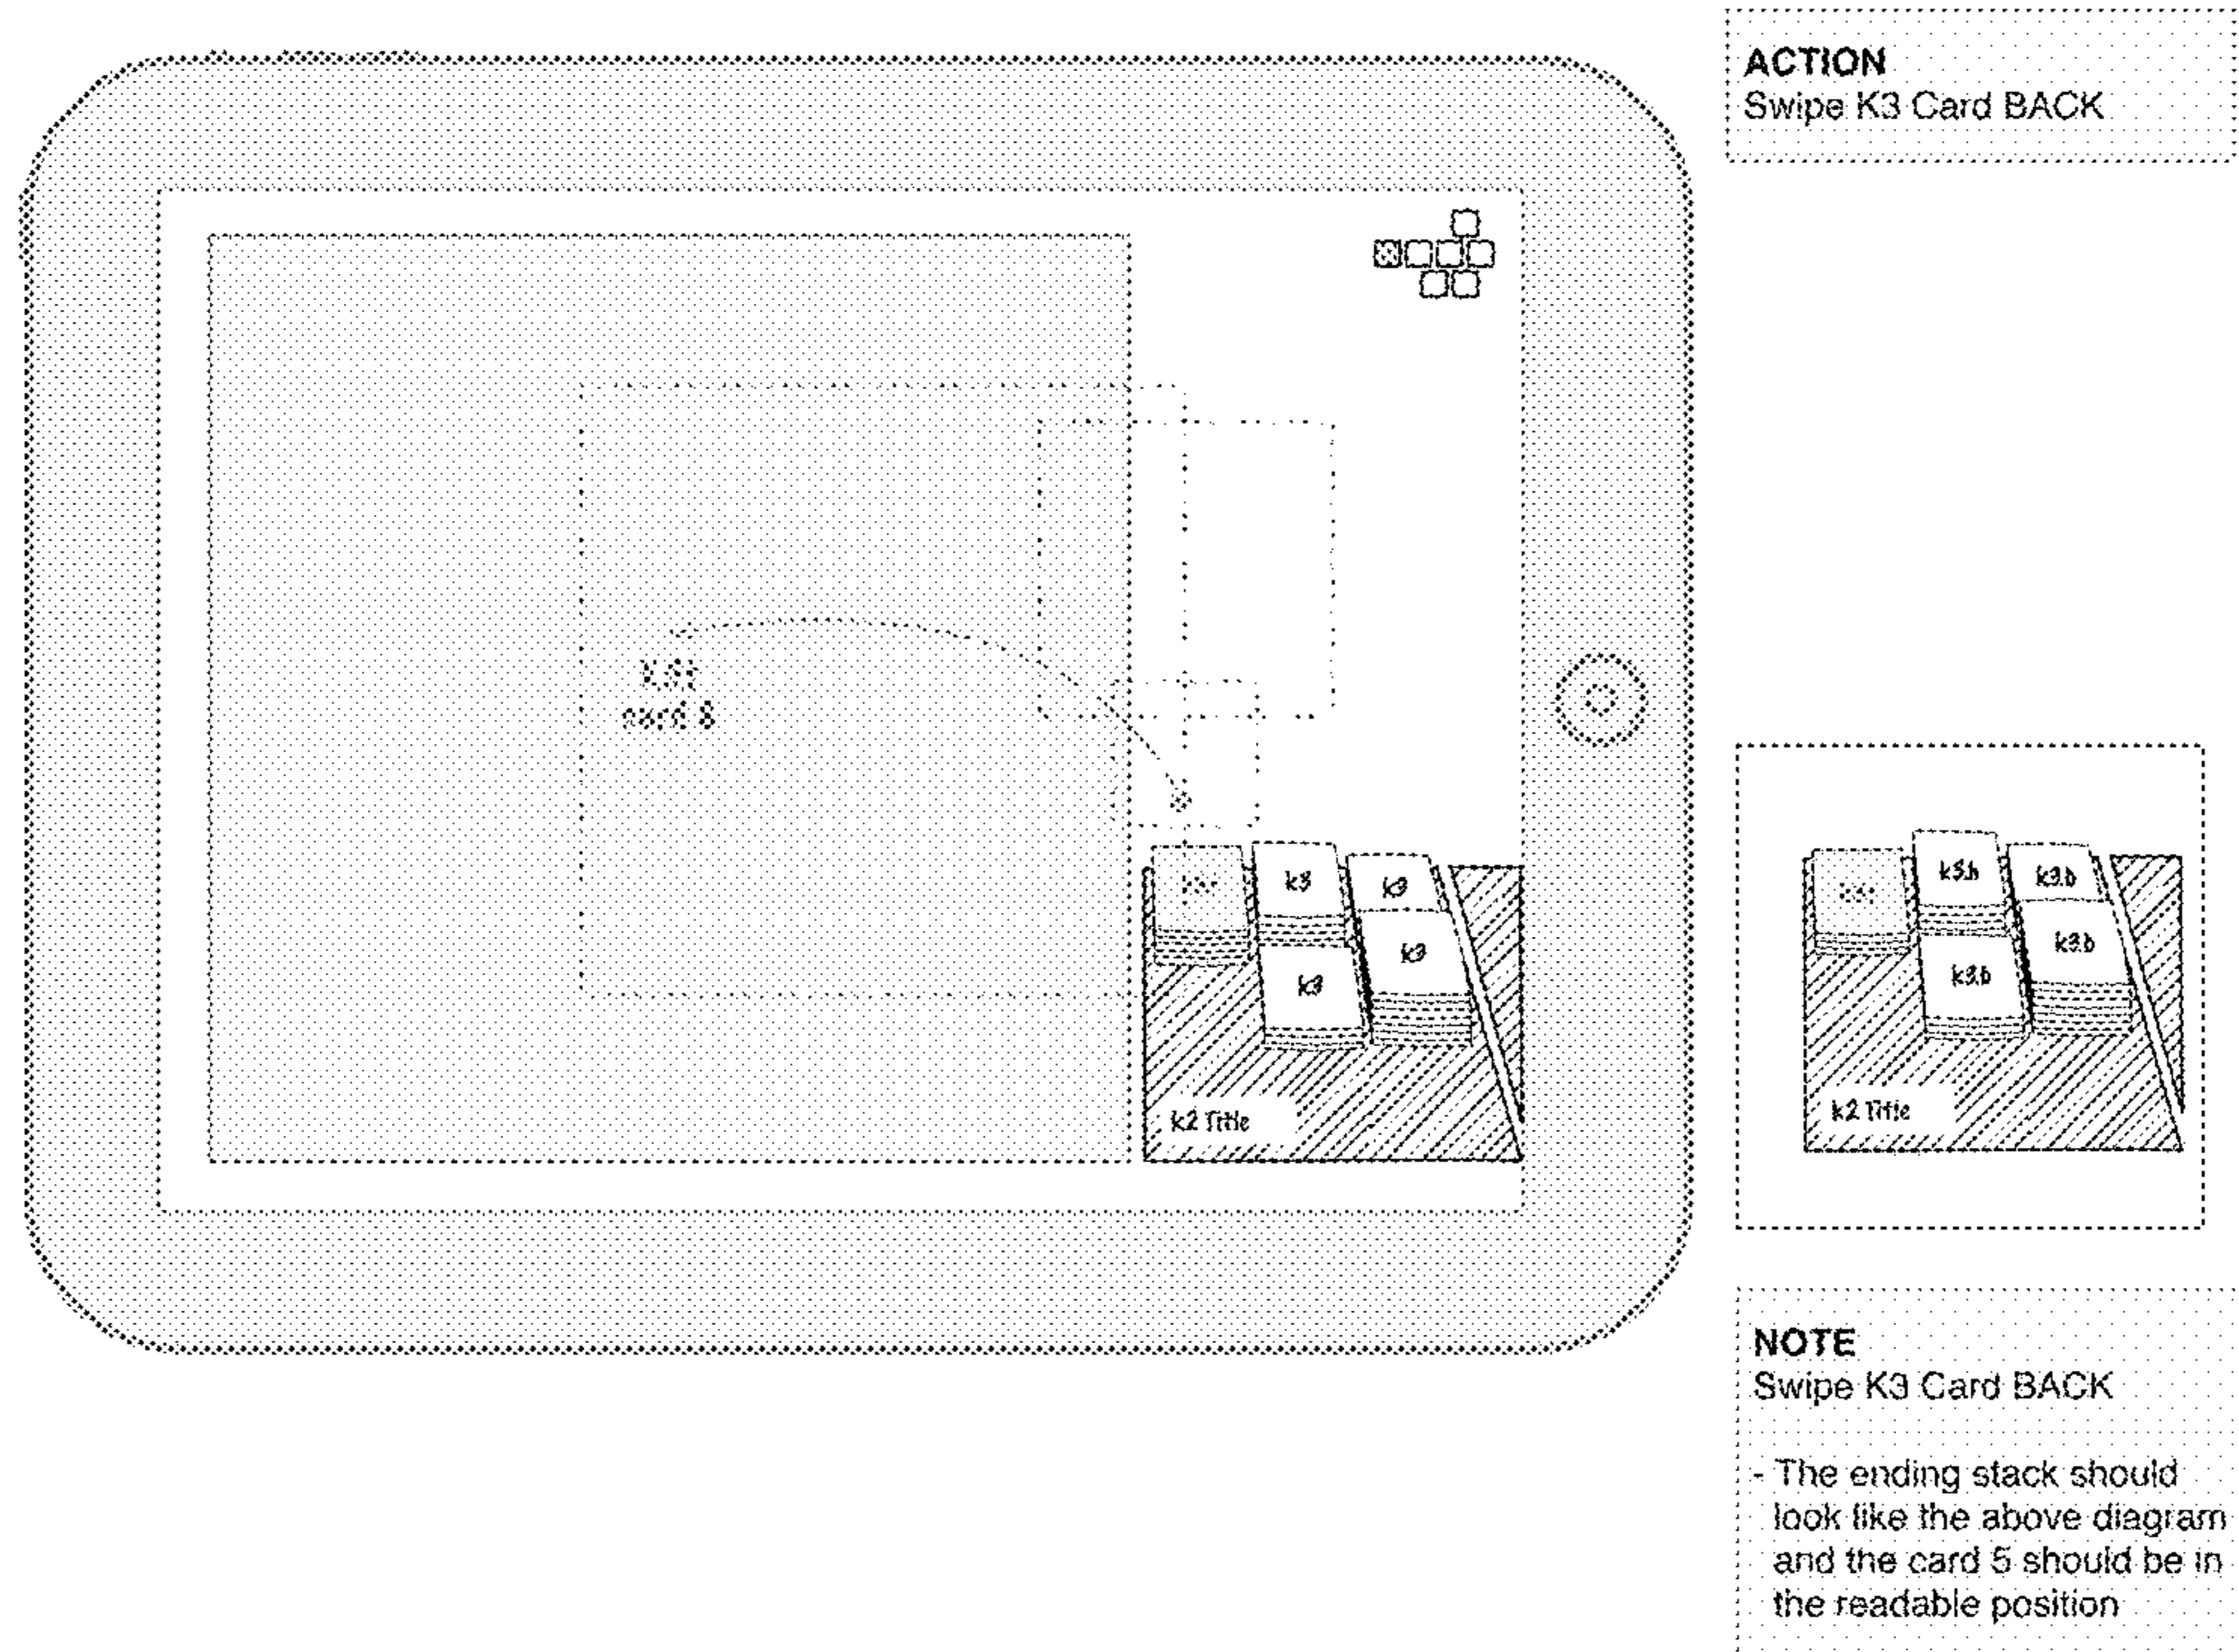 ACTION
Swipe K3 Card BACK
card
k3 k3
k3
k3
k2 Title
k3.b k3.b
k3.b
k3.b
k2 Title
NOTE
Swipe K3 Card BACK
- The ending stack should
look like the above diagram
and the card 5 should be in
the readable position